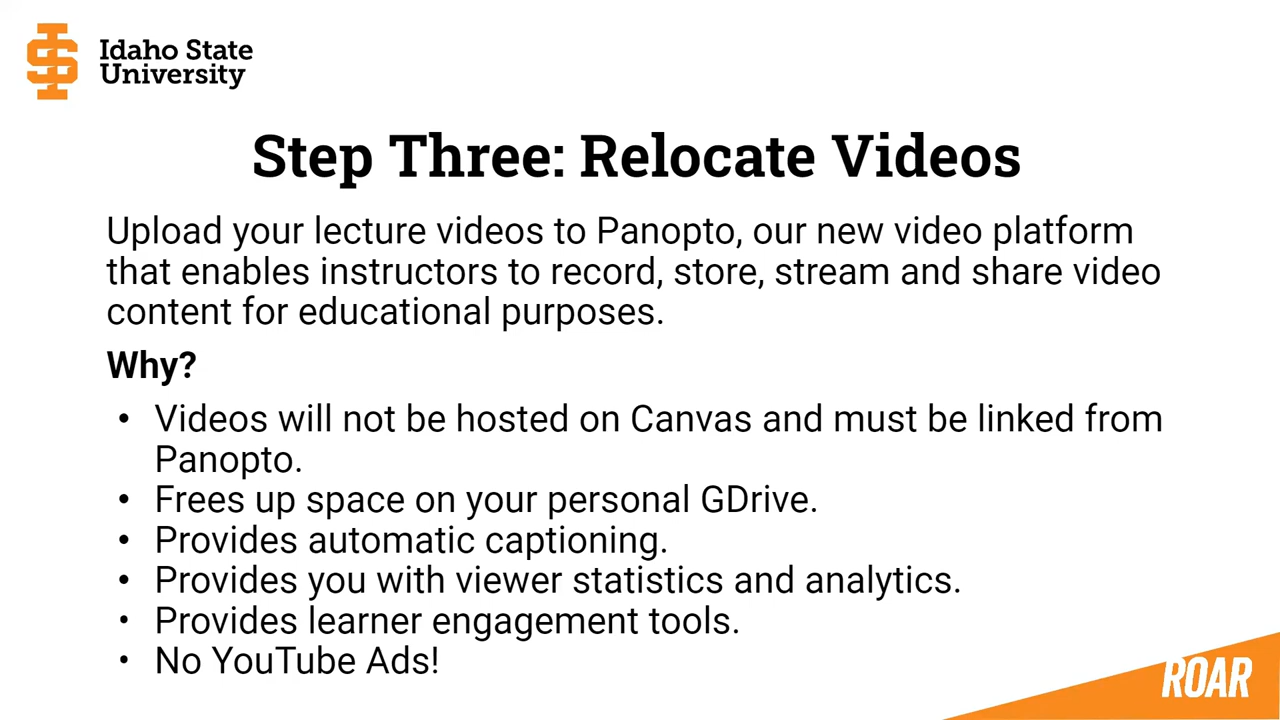 Idaho State
University
Step Three: Relocate Videos
Upload your lecture videos to Panopto, our new video platform
that enables instructors to record, store, stream and share video
content for educational purposes.
Why?
• Videos will not be hosted on Canvas and must be linked from
Panopto.
• Frees up space on your personal GDrive.
• Provides automatic captioning.
• Provides you with viewer statistics and analytics.
• Provides learner engagement tools.
• No YouTube Ads!
ROAR